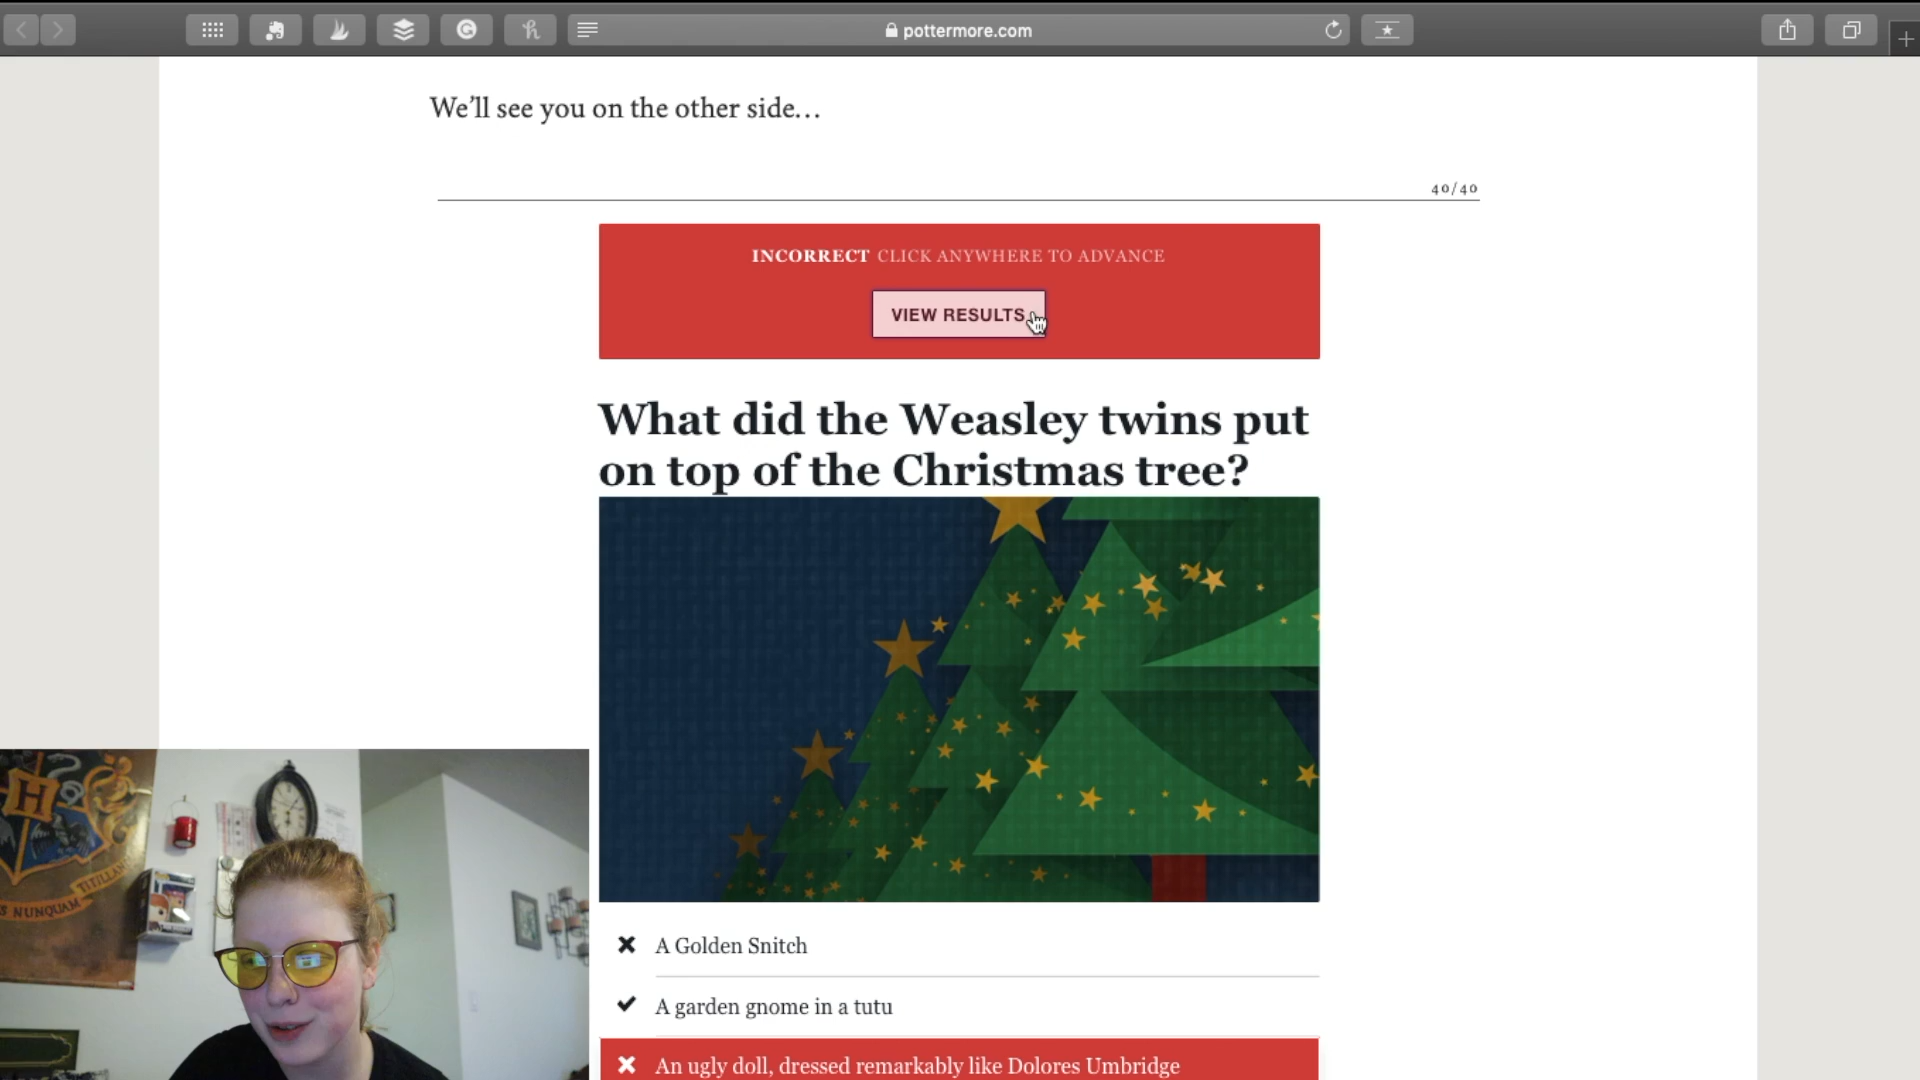 pottermore.com
We'll see you on the other side...
40/40
INCORRECT CLICK ANYWHERE TO ADVANCE
VIEW RESULTS
What did the Weasley twins put
on top of the Christmas tree?
A Golden Snitch
A garden gnome in a tutu
An ugly doll, dressed remarkably like Dolores Umbridge
H
NUNQUAM
TITILLAN